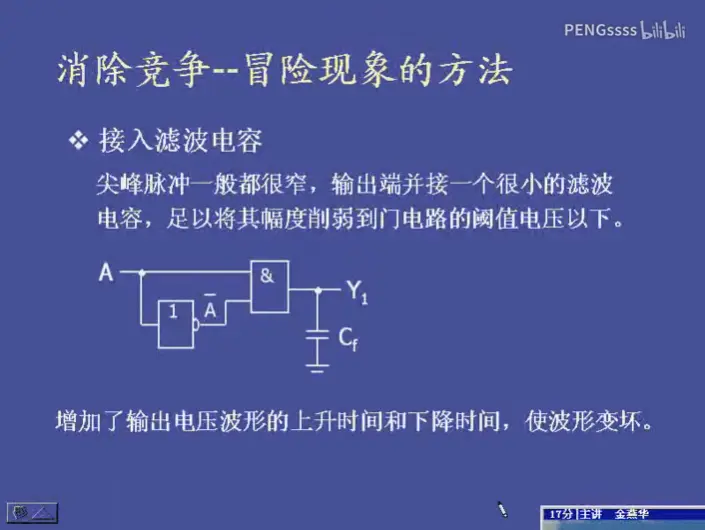 PENGssss bilibili
消除竞争--冒险现象的方法
❖ 接入滤波电容
尖峰脉冲一般都很窄，输出端并接一个很小的滤波
电容，足以将其幅度削弱到门电路的阈值电压以下。
A
&
1
A̅
Y₁
C_f
增加了输出电压波形的上升时间和下降时间，使波形变坏。
17分 主讲 金燕华